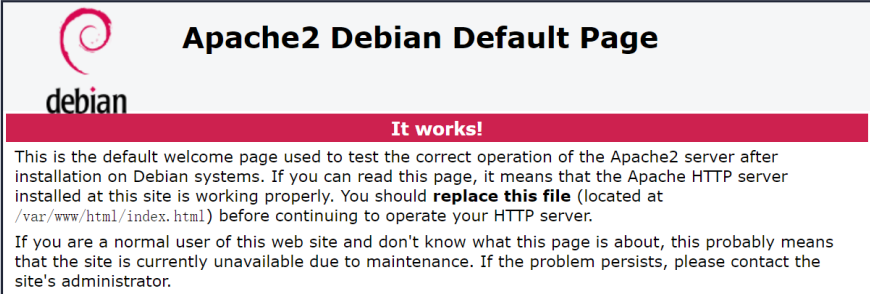 debian
Apache2 Debian Default Page
It works!
This is the default welcome page used to test the correct operation of the Apache2 server after
installation on Debian systems. If you can read this page, it means that the Apache HTTP server
installed at this site is working properly. You should replace this file (located at
/var/www/html/index.html) before continuing to operate your HTTP server.
If you are a normal user of this web site and don't know what this page is about, this probably means
that the site is currently unavailable due to maintenance. If the problem persists, please contact the
site's administrator.